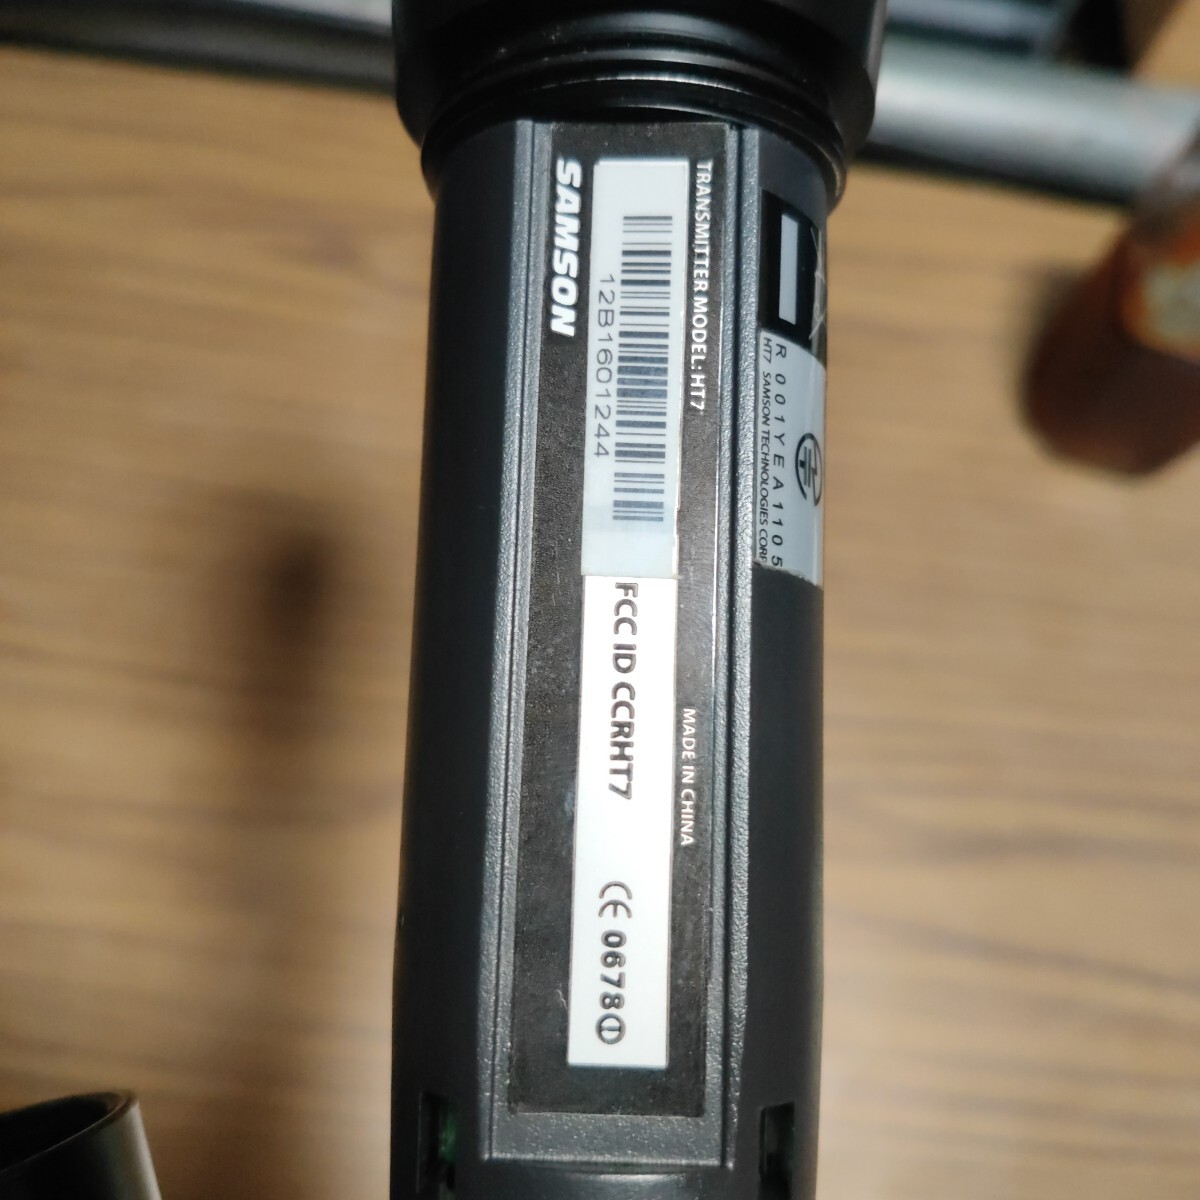 TRANSMITTER MODEL: HT7
SAMSON
12B1601244
FCC ID CCRHT7
MADE IN CHINA
CE 0678
R 001YEA1105
HT7 SAMSON TECHNOLOGIES CORP